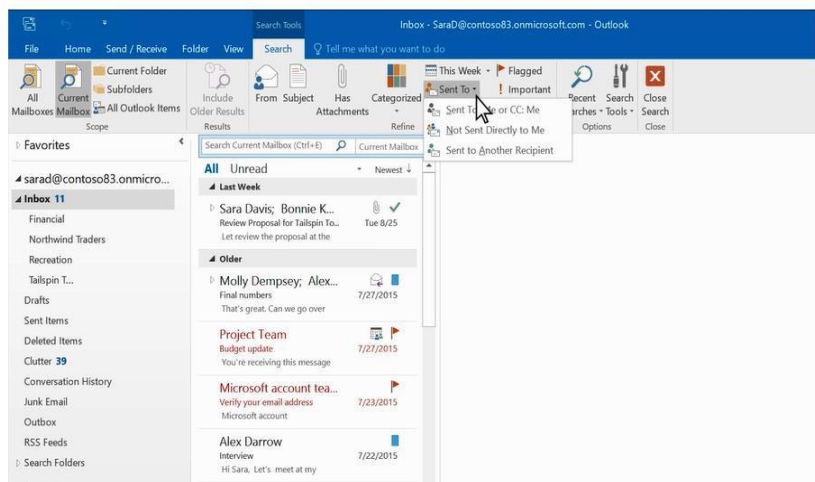 Search Tools
Inbox - SaraD@contoso83.onmicrosoft.com - Outlook
File Home Send / Receive Folder View Search Tell me what you want to do
All Mailboxes
Current Mailbox
Current Folder
Subfolders
All Outlook Items
Scope
Include Older Results
Results
From
Subject
Has Attachments
Categorized
This Week
Sent To
Flagged
! Important
Refine
Recent
Search Tools
Options
Close Search
Close
Sent To or CC: Me
Not Sent Directly to Me
Sent to Another Recipient
Favorites
sarad@contoso83.onmicro...
Inbox 11
Financial
Northwind Traders
Recreation
Tailspin T...
Drafts
Sent Items
Deleted Items
Clutter 39
Conversation History
Junk Email
Outbox
RSS Feeds
Search Folders
Search Current Mailbox (Ctrl+E) Current Mailbox
All Unread Newest ↓
Last Week
Sara Davis; Bonnie K...
Review Proposal for Tailspin To... Tue 8/25
Let review the proposal at the
Older
Molly Dempsey; Alex...
Final numbers 7/27/2015
That's great. Can we go over
Project Team
Budget update 7/27/2015
You're receiving this message
Microsoft account tea...
Verify your email address 7/23/2015
Microsoft account
Alex Darrow
Interview 7/22/2015
Hi Sara, Let's meet at my